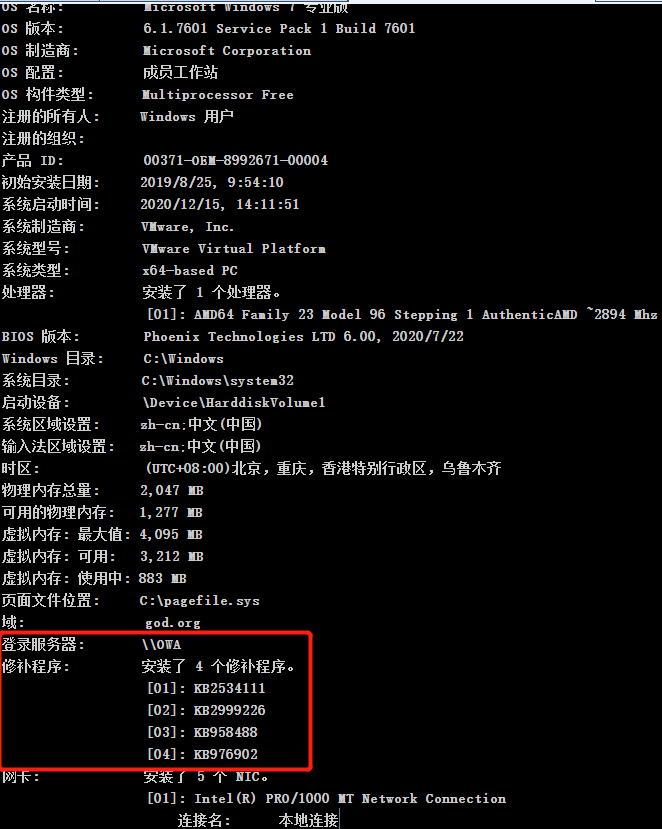 OS 名称: Microsoft Windows 7 专业版
OS 版本: 6.1.7601 Service Pack 1 Build 7601
OS 制造商: Microsoft Corporation
OS 配置: 成员工作站
OS 构件类型: Multiprocessor Free
注册的所有人: Windows 用户
注册的组织:
产品 ID: 00371-OEM-8992671-00004
初始安装日期: 2019/8/25, 9:54:10
系统启动时间: 2020/12/15, 14:11:51
系统制造商: VMware, Inc.
系统型号: VMware Virtual Platform
系统类型: x64-based PC
处理器: 安装了 1 个处理器。
[01]: AMD64 Family 23 Model 96 Stepping 1 AuthenticAMD ~2894 Mhz
BIOS 版本: Phoenix Technologies LTD 6.00, 2020/7/22
Windows 目录: C:\Windows
系统目录: C:\Windows\system32
启动设备: \Device\HarddiskVolume1
系统区域设置: zh-cn;中文(中国)
输入法区域设置: zh-cn;中文(中国)
时区: (UTC+08:00)北京，重庆，香港特别行政区，乌鲁木齐
物理内存总量: 2,047 MB
可用的物理内存: 1,277 MB
虚拟内存: 最大值: 4,095 MB
虚拟内存: 可用: 3,212 MB
虚拟内存: 使用中: 883 MB
页面文件位置: C:\pagefile.sys
域: god.org
登录服务器: \\OWA
修补程序: 安装了 4 个修补程序。
[01]: KB2534111
[02]: KB2999226
[03]: KB958488
[04]: KB976902
网卡: 安装了 5 个 NIC。
[01]: Intel(R) PRO/1000 MT Network Connection
连接名: 本地连接